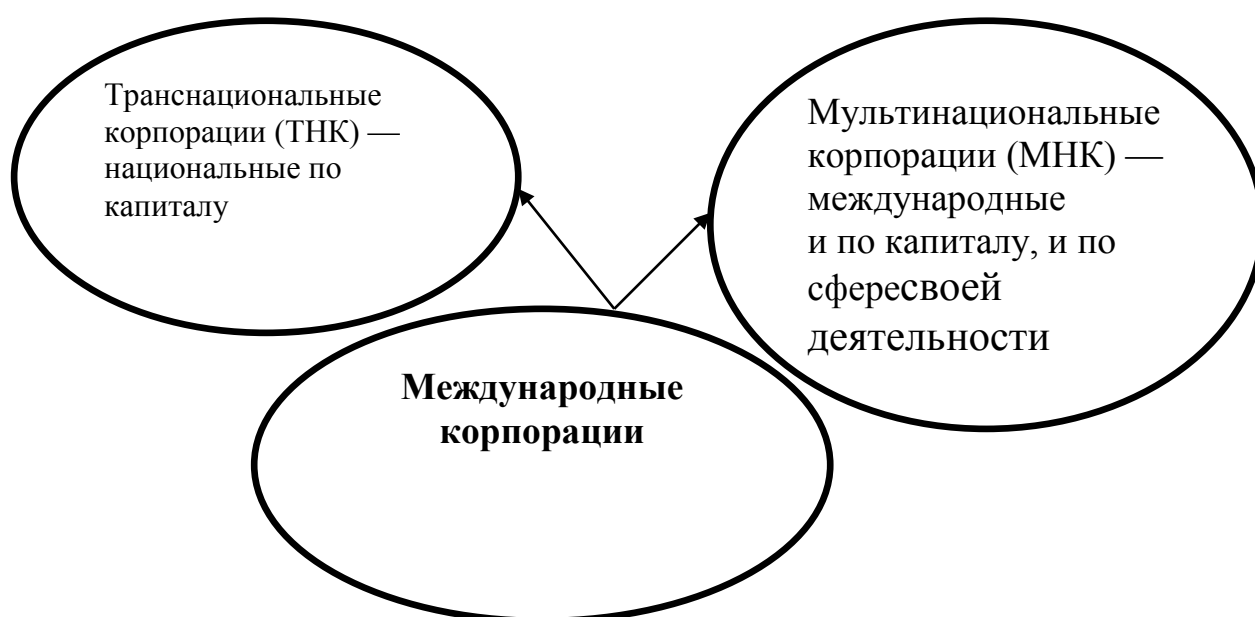 Транснациональные
корпорации (ТНК) —
национальные по
капиталу
Мультинациональные
корпорации (МНК) —
международные
и по капиталу, и по
сфересвоей
деятельности
Международные
корпорации